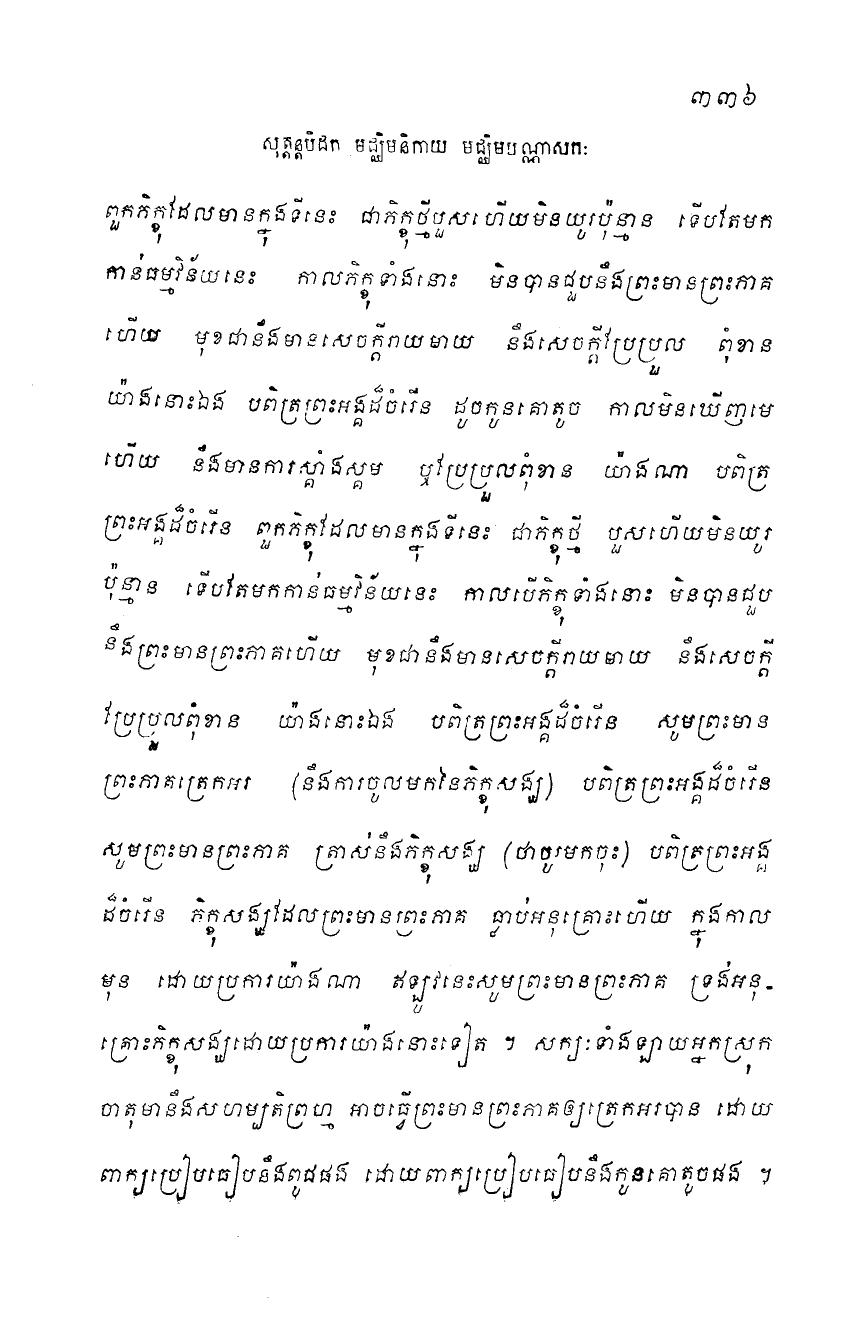 ៣៣៦
សុត្តន្តបិដក មជ្ឈិមនិកាយ មជ្ឈិមបណ្ណាសកៈ
ពួកភិក្ខុដែលមានក្នុងទីនេះ ជាភិក្ខុថ្មីបួសហើយមិនយូរប៉ុន្មាន ទើបតែមក
កាន់ធម្មវិន័យនេះ កាលភិក្ខុទាំងនោះ មិនបានជួបនឹងព្រះមានព្រះភាគ
ហើយ មុខជានឹងមានសេចក្តីរាយមាយ នឹងសេចក្តីប្រែប្រួល ពុំខាន
យ៉ាងនោះឯង បពិត្រព្រះអង្គដ៏ចំរើន ដូចកូនគោតូច កាលមិនឃើញមេ
ហើយ នឹងមានការស្គាំងស្គម ឬប្រែប្រួលពុំខាន យ៉ាងណា បពិត្រ
ព្រះអង្គដ៏ចំរើន ពួកភិក្ខុដែលមានក្នុងទីនេះ ជាភិក្ខុថ្មី បួសហើយមិនយូរ
ប៉ុន្មាន ទើបតែមកកាន់ធម្មវិន័យនេះ កាលបើភិក្ខុទាំងនោះ មិនបានជួប
នឹងព្រះមានព្រះភាគហើយ មុខជានឹងមានសេចក្តីរាយមាយ នឹងសេចក្តី
ប្រែប្រួលពុំខាន យ៉ាងនោះឯង បពិត្រព្រះអង្គដ៏ចំរើន សូមព្រះមាន
ព្រះភាគត្រេកអរ (នឹងការចូលមកនៃភិក្ខុសង្ឃ) បពិត្រព្រះអង្គដ៏ចំរើន
សូមព្រះមានព្រះភាគ ត្រាស់នឹងភិក្ខុសង្ឃ (ថាចូរមកចុះ) បពិត្រព្រះអង្គ
ដ៏ចំរើន ភិក្ខុសង្ឃដែលព្រះមានព្រះភាគ ធ្លាប់អនុគ្រោះហើយ ក្នុងកាល
មុន ដោយប្រការយ៉ាងណា ឥឡូវនេះសូមព្រះមានព្រះភាគ ទ្រង់អនុ-
គ្រោះភិក្ខុសង្ឃដោយប្រការយ៉ាងនោះទៀត ។ សក្យៈទាំងឡាយអ្នកស្រុក
ចាតុមានឹងសហម្បតិព្រហ្ម អាចធ្វើព្រះមានព្រះភាគឲ្យត្រេកអរបាន ដោយ
ពាក្យប្រៀបធៀបនឹងពូជផង ដោយពាក្យប្រៀបធៀបនឹងកូនគោតូចផង ។